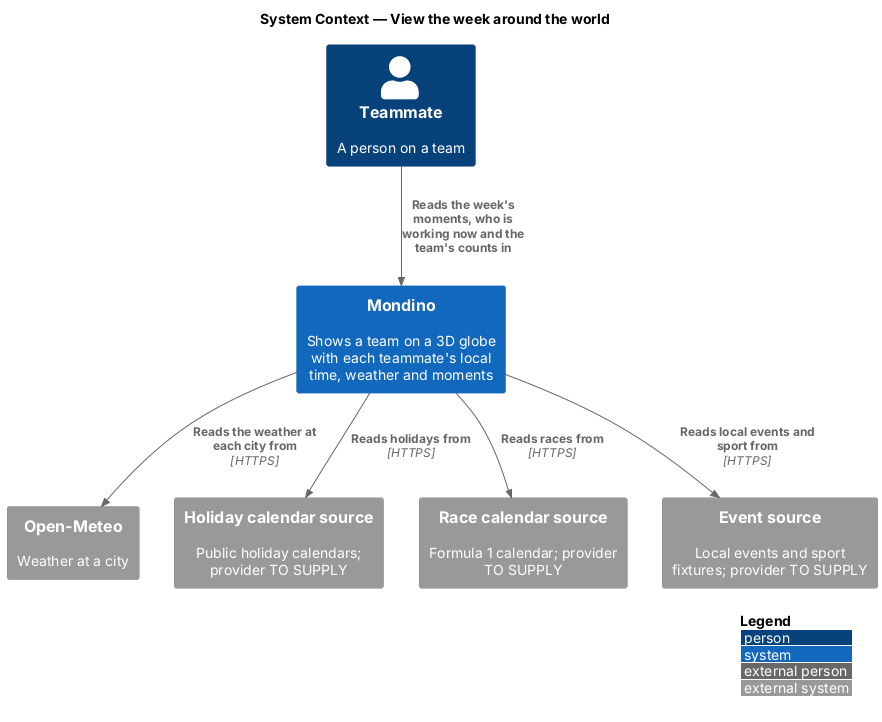 System Context — View the week around the world
Teammate
A person on a team
Reads the week's
moments, who is
working now and the
team's counts in
Mondino
Shows a team on a 3D globe
with each teammate's local
time, weather and moments
Reads the weather at
each city from
[HTTPS]
Reads holidays from
[HTTPS]
Reads races from
[HTTPS]
Reads local events and
sport from
[HTTPS]
Open-Meteo
Weather at a city
Holiday calendar source
Public holiday calendars;
provider TO SUPPLY
Race calendar source
Formula 1 calendar; provider
TO SUPPLY
Event source
Local events and sport
fixtures; provider TO SUPPLY
Legend
person
system
external person
external system